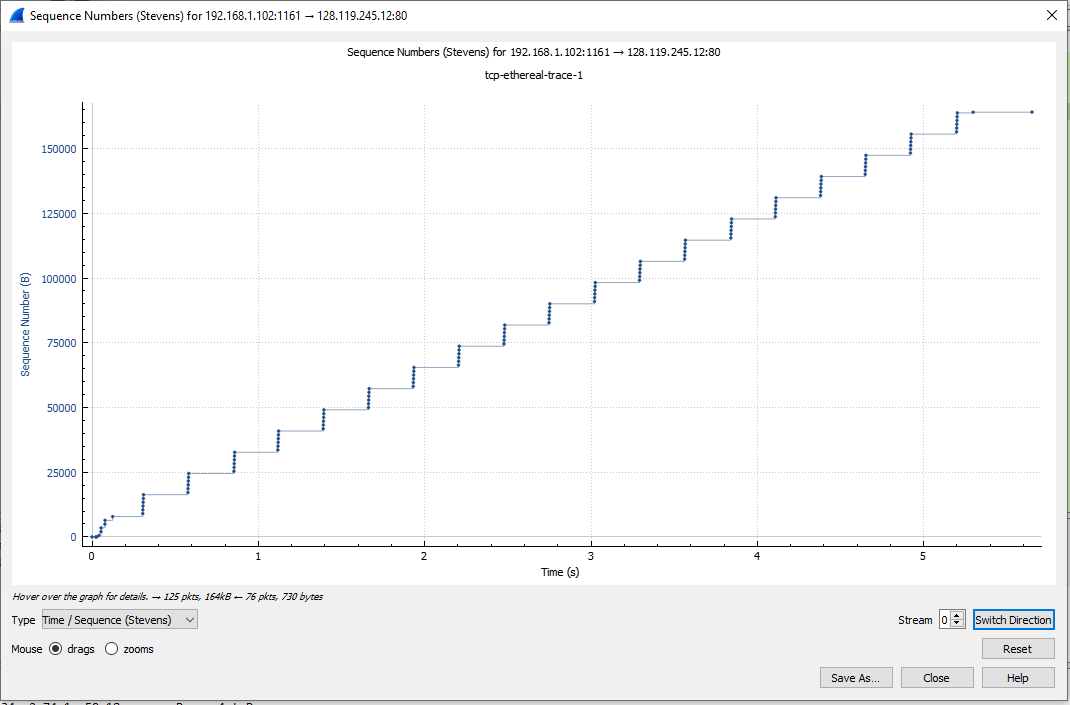 Sequence Numbers (Stevens) for 192.168.1.102:1161 → 128.119.245.12:80
Sequence Numbers (Stevens) for 192.168.1.102:1161 → 128.119.245.12:80
tcp-ethereal-trace-1
Sequence Number (B)
150000
125000
100000
75000
50000
25000
0
0 1 2 3 4 5
Time (s)
Hover over the graph for details. → 125 pkts, 164kB ← 76 pkts, 730 bytes
Type Time / Sequence (Stevens) Stream 0 Switch Direction
Mouse drags zooms Reset
Save As... Close Help